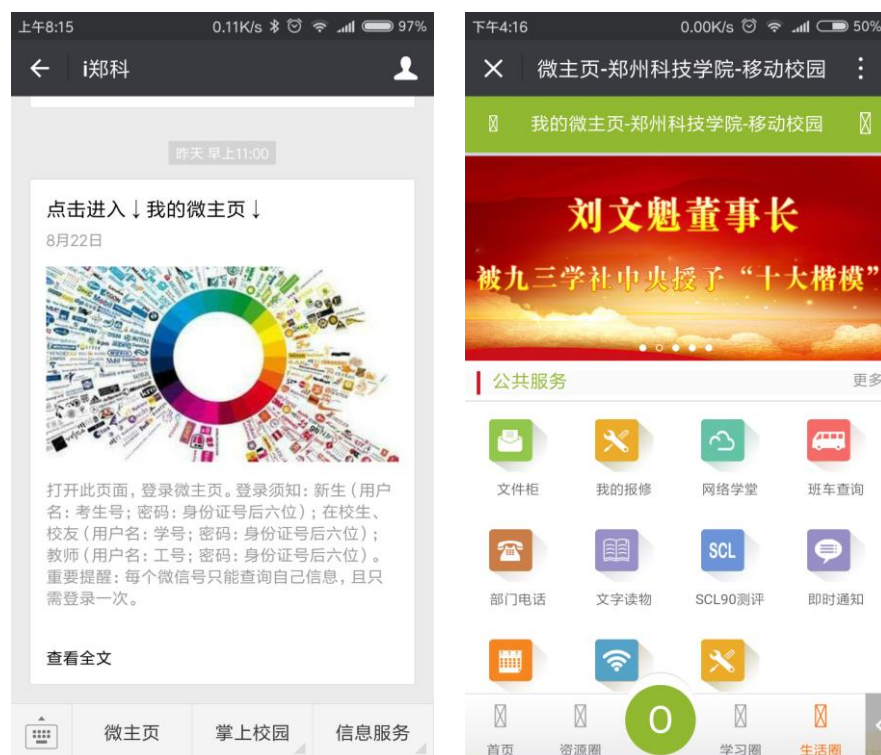 上午8:15
0.11K/s
97%
i郑科
昨天 早上11:00
点击进入↓我的微主页↓
8月22日
打开此页面，登录微主页。登录须知：新生（用户
名：考生号；密码：身份证号后六位）；在校生、
校友（用户名：学号；密码：身份证号后六位）；
教师（用户名：工号；密码：身份证号后六位）。
重要提醒：每个微信号只能查询自己信息，且只
需登录一次。
查看全文
微主页
掌上校园
信息服务
下午4:16
0.00K/s
50%
微主页-郑州科技学院-移动校园
我的微主页-郑州科技学院-移动校园
刘文魁董事长
被九三学社中央授予“十大楷模”
公共服务
更多
文件柜
我的报修
网络学堂
班车查询
SCL
部门电话
文字读物
SCL90测评
即时通知
O
首页
资源圈
学习圈
生活圈